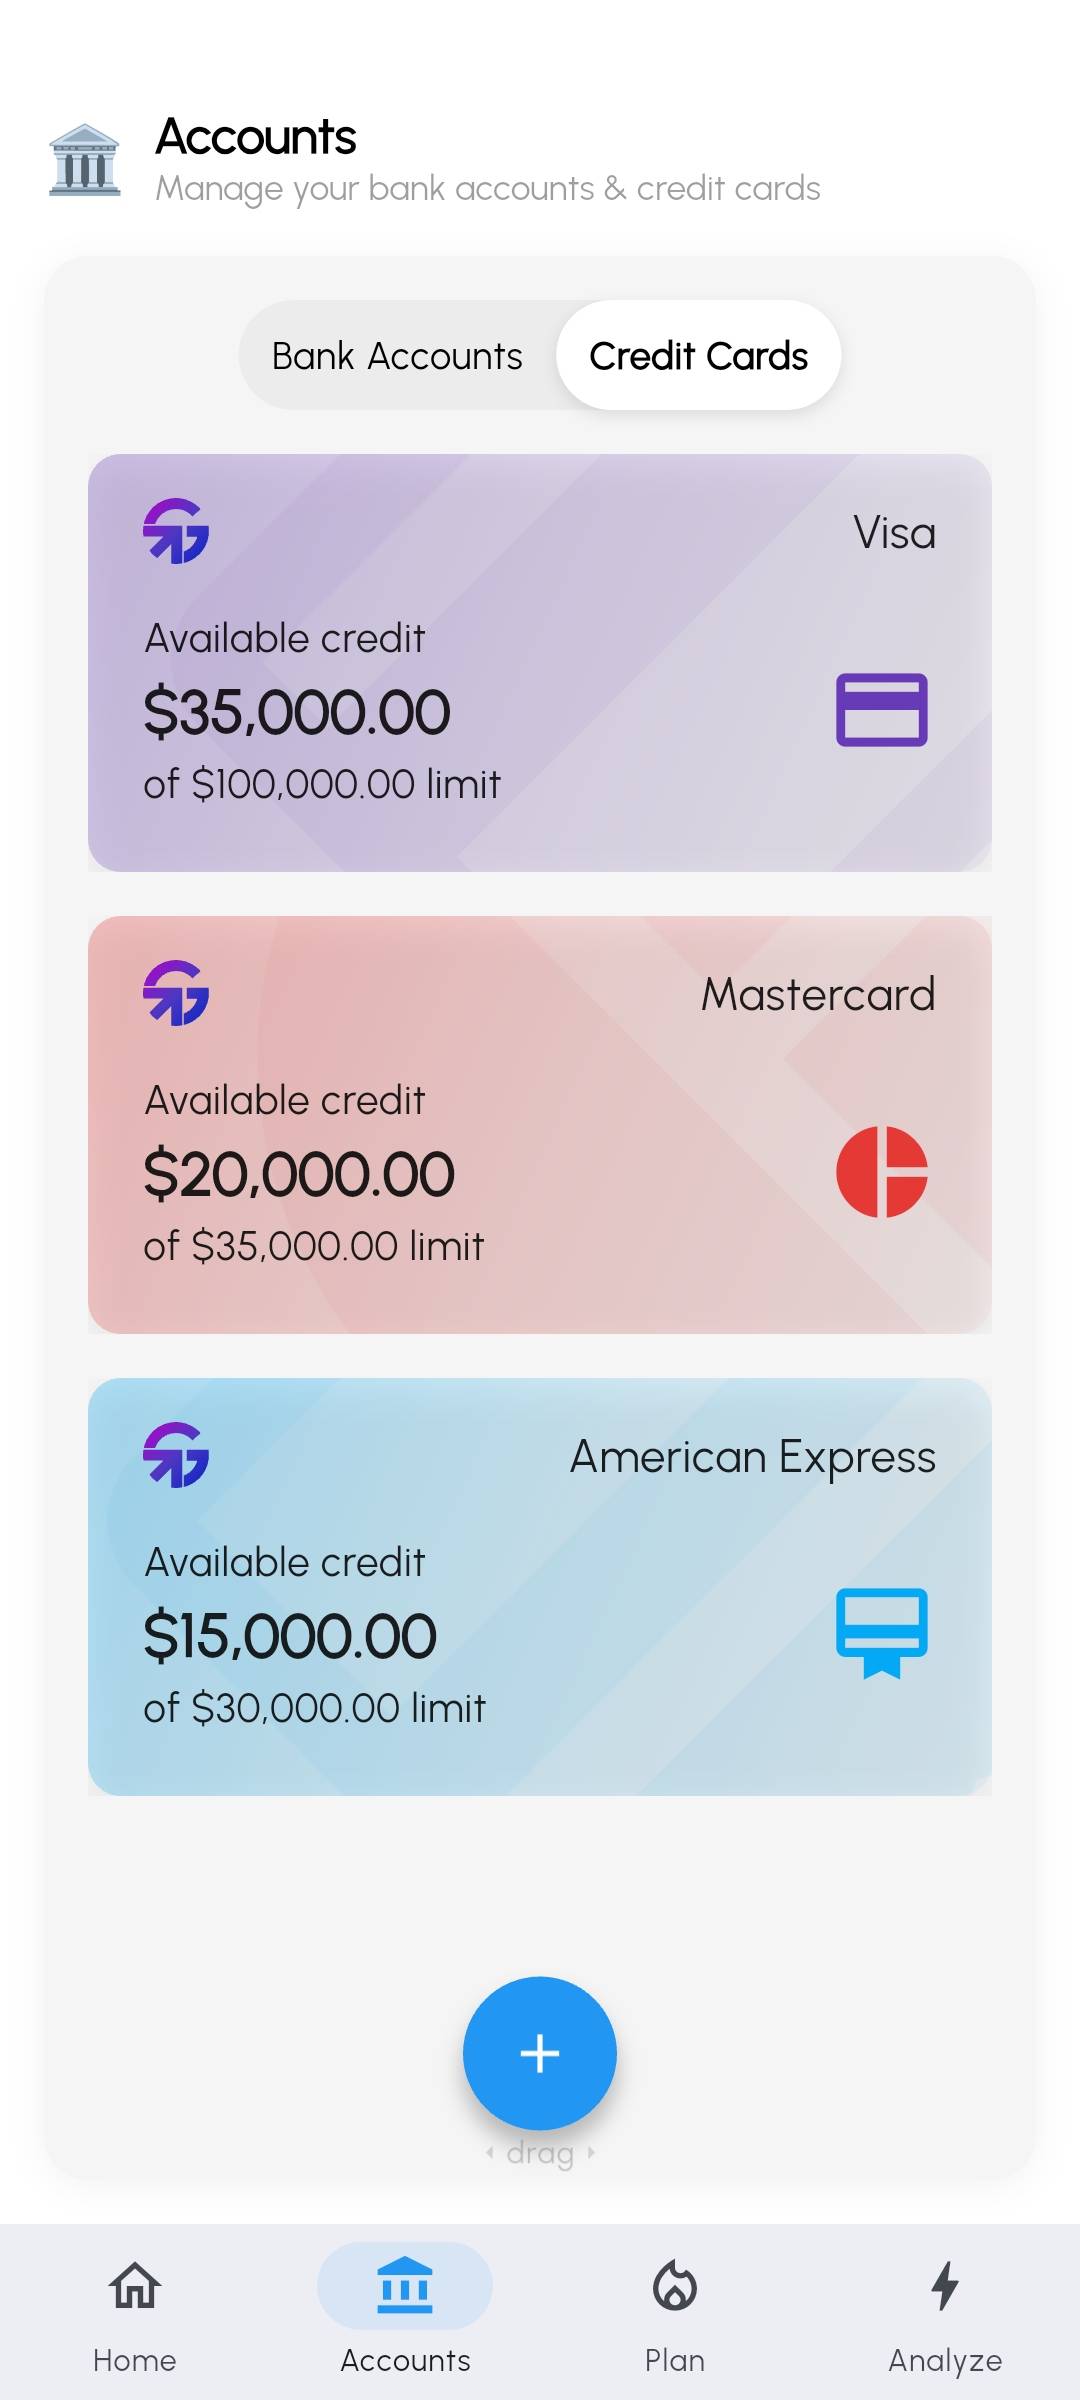 Accounts
Manage your bank accounts & credit cards
Bank Accounts
Credit Cards
Visa
Available credit
$35,000.00
of $100,000.00 limit
Mastercard
Available credit
$20,000.00
of $35,000.00 limit
American Express
Available credit
$15,000.00
of $30,000.00 limit
drag
Home
Accounts
Plan
Analyze